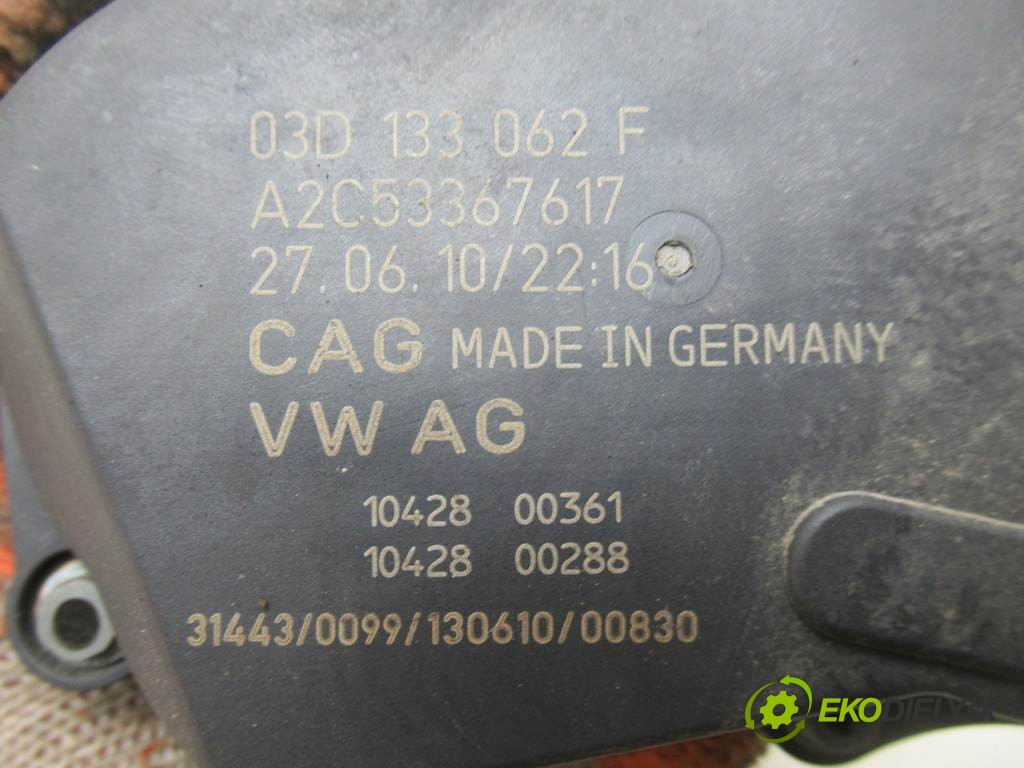 03D 133 062 F
A2C53367617
27.06.10/22:16
CAG MADE IN GERMANY
VW AG
10428 00361
10428 00288
31443/0099/130610/00830
EKODIELY